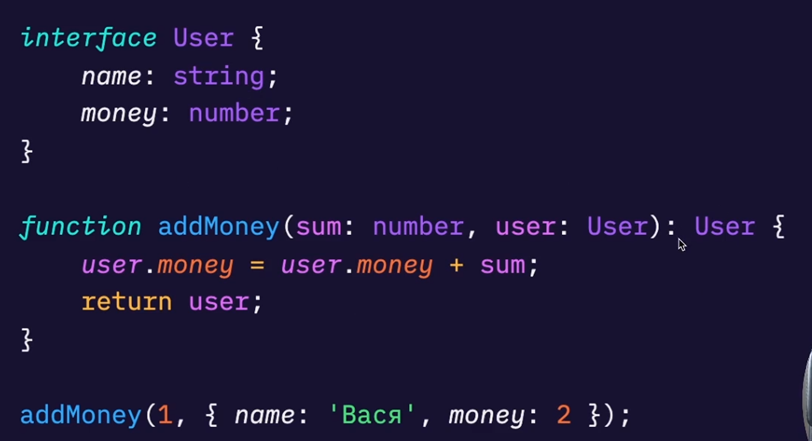 interface User {
    name: string;
    money: number;
}

function addMoney(sum: number, user: User): User {
    user.money = user.money + sum;
    return user;
}

addMoney(1, { name: 'Вася', money: 2 });